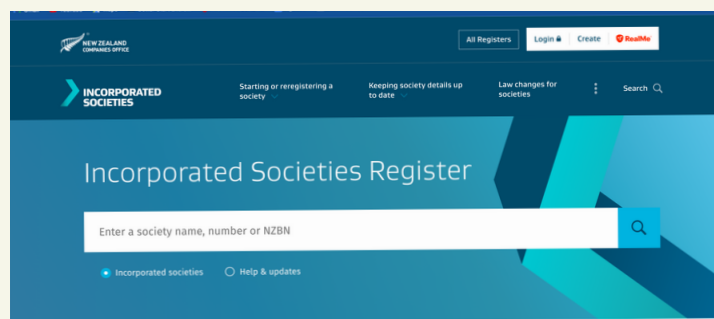 NEW ZEALAND
COMPANIES OFFICE
All Registers
Login
Create
RealMe
INCORPORATED
SOCIETIES
Starting or reregistering a
society
Keeping society details up
to date
Law changes for
societies
Search
Incorporated Societies Register
Enter a society name, number or NZBN
Incorporated societies
Help & updates